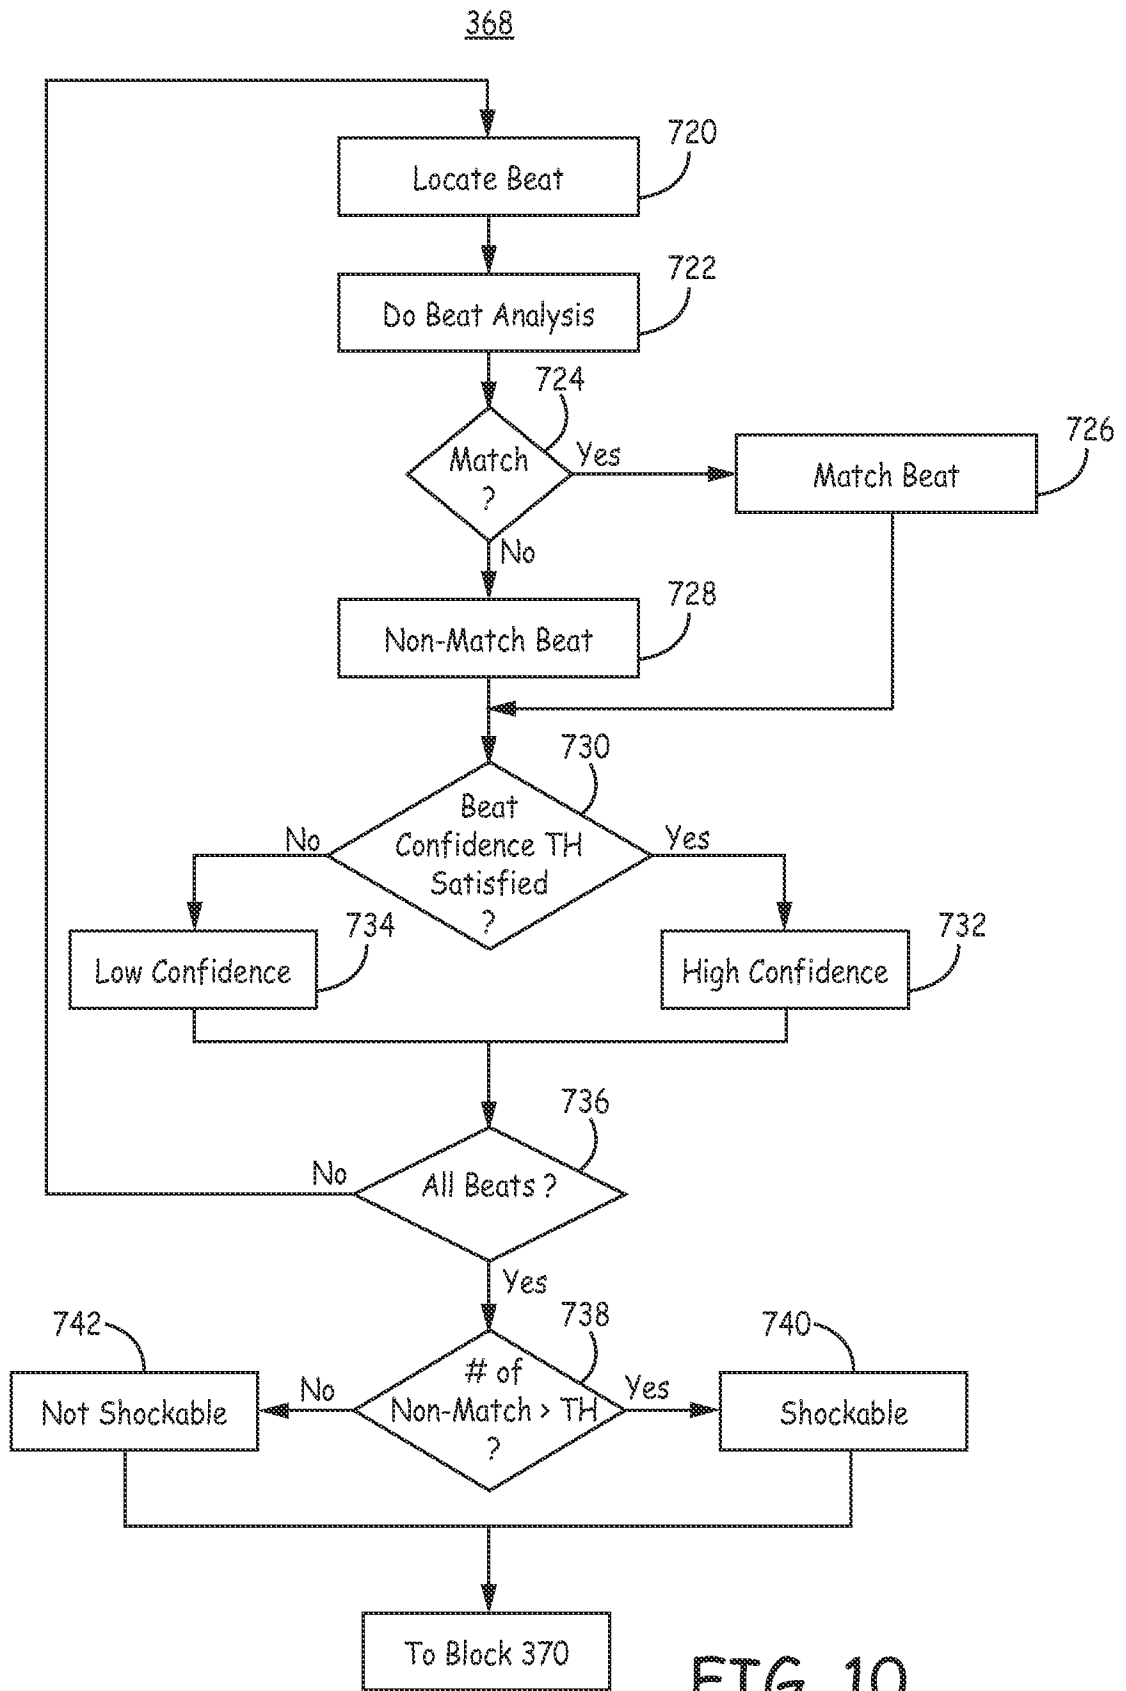 368
720
Locate Beat
722
Do Beat Analysis
724
Match
?
Yes
726
Match Beat
No
728
Non-Match Beat
730
Beat
Confidence TH
Satisfied
?
No
Yes
734
Low Confidence
732
High Confidence
736
All Beats ?
No
Yes
738
# of
Non-Match > TH
?
No
Yes
742
Not Shockable
740
Shockable
To Block 370
FIG. 10